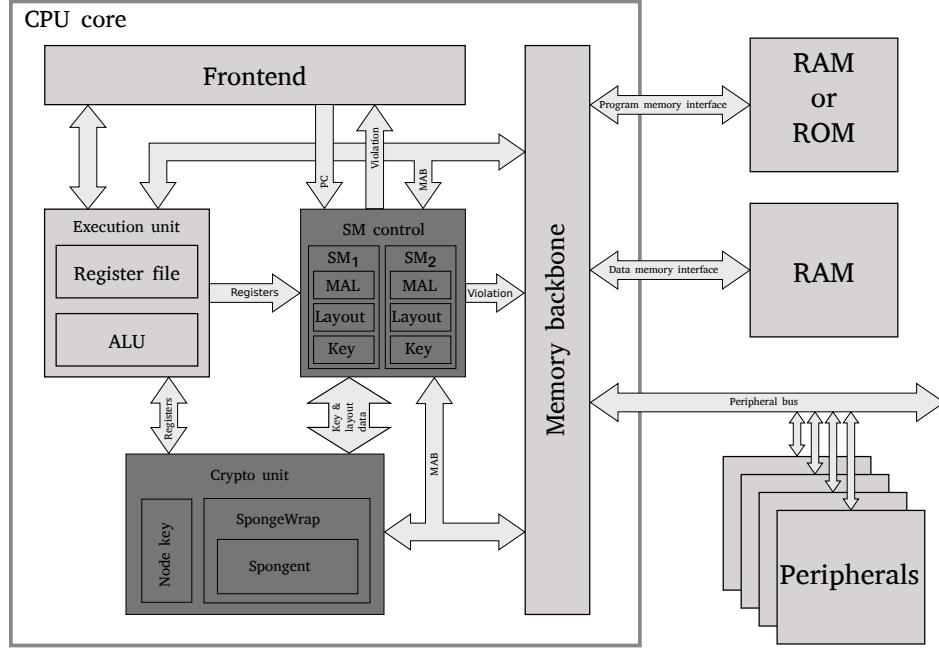 CPU core
Frontend
RAM
or
ROM
Program memory interface
PC
Violation
MAB
Execution unit
Register file
ALU
Registers
SM control
SM1
MAL
Layout
Key
SM2
MAL
Layout
Key
Violation
Memory backbone
Data memory interface
RAM
Peripheral bus
Registers
Key &
layout
data
MAB
Crypto unit
Node key
SpongeWrap
Spongent
Peripherals